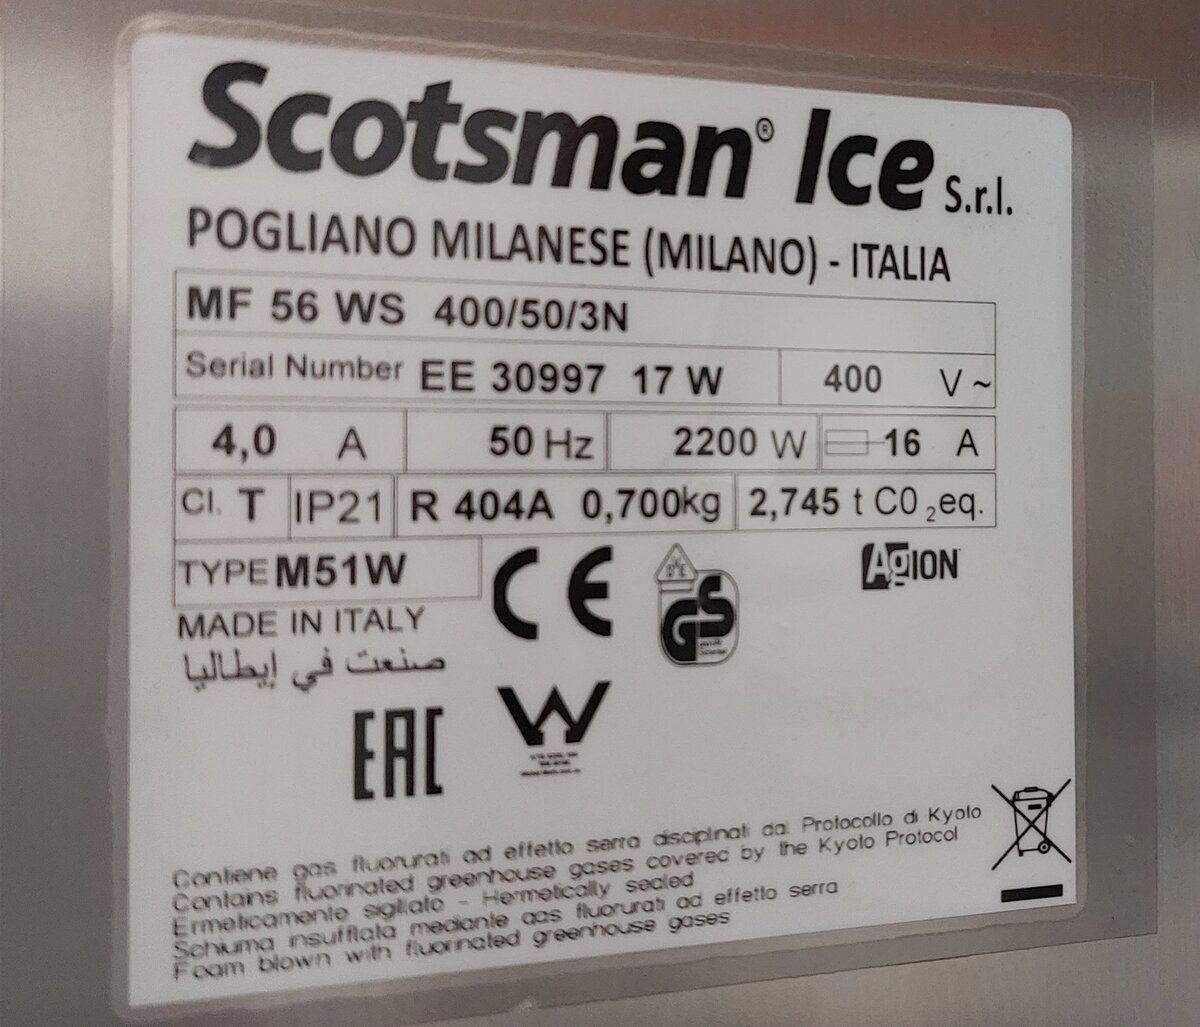 Scotsman® Ice S.r.l.
POGLIANO MILANESE (MILANO) - ITALIA
MF 56 WS 400/50/3N
Serial Number EE 30997 17 W 400 V ~
4,0 A 50 Hz 2200 W 16 A
Cl. T IP21 R 404A 0,700kg 2,745 t CO₂eq.
TYPE M51W
AgION
MADE IN ITALY
صنعت في إيطاليا
CE
GS
EAC
W
Contiene gas fluorurati ad effetto serra disciplinati dal Protocollo di Kyoto
Contains fluorinated greenhouse gases covered by the Kyoto Protocol
Ermeticamente sigillato - Hermetically sealed
Schiuma insufflata mediante gas fluorurati ad effetto serra
Foam blown with fluorinated greenhouse gases